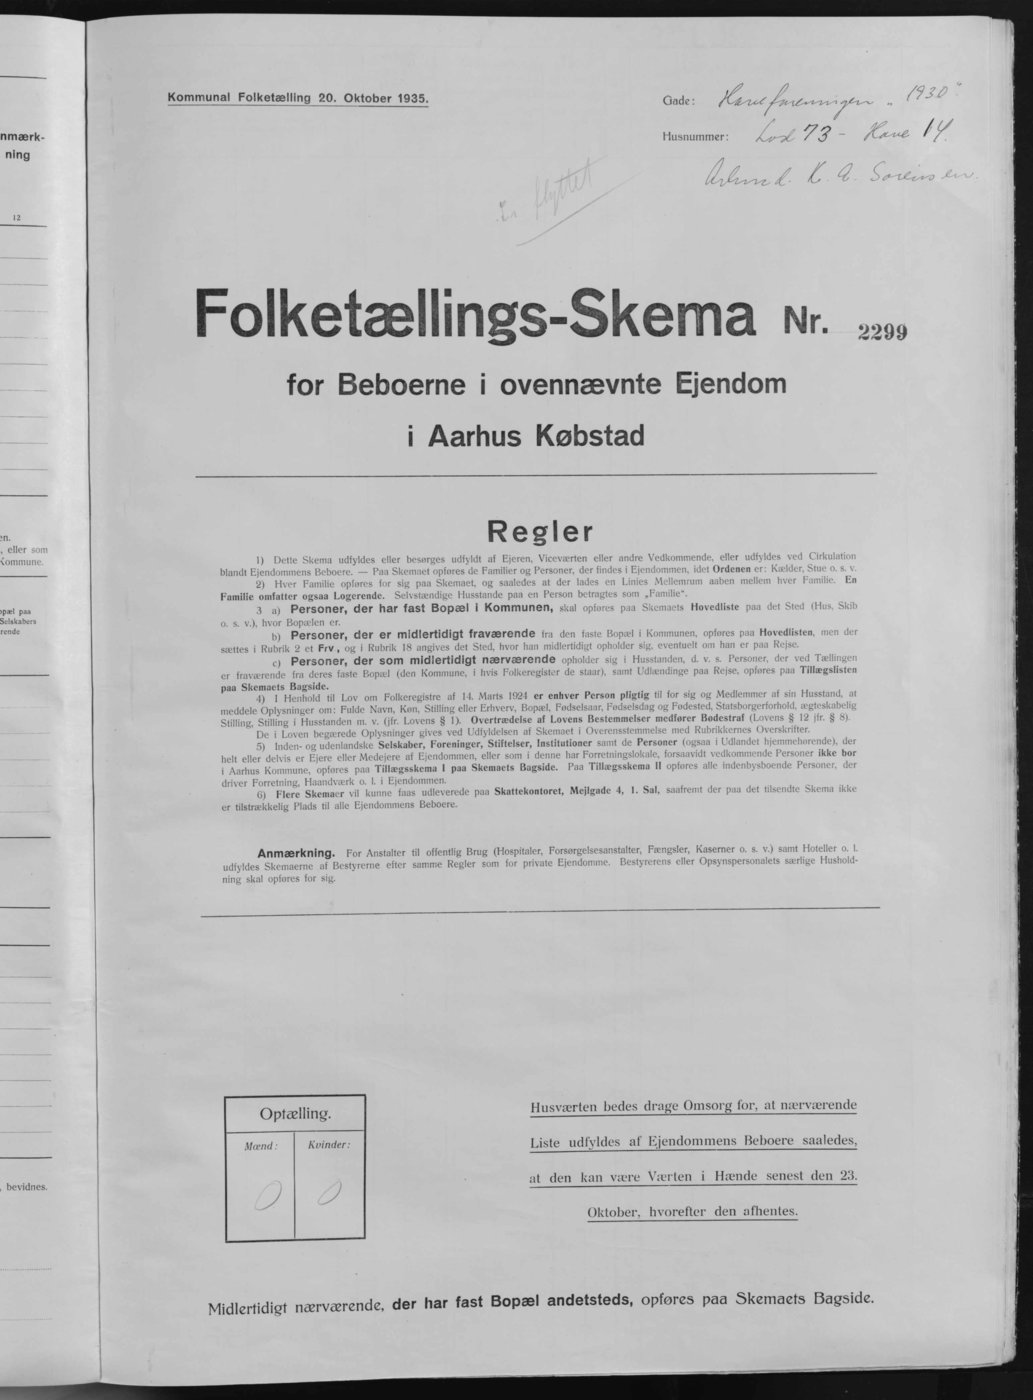 nmærk-
ning
12
en.
, eller som
Kommune.
opæl paa
Selskabers
rende
, bevidnes.
Kommunal Folketælling 20. Oktober 1935.
Gade: Haveforeningen „1930“.
Husnummer: Lod 73 - Have 14.
Arbmd. K. A. Sørensen.
Er flyttet
Folketællings-Skema Nr. 2299
for Beboerne i ovennævnte Ejendom
i Aarhus Købstad
Regler
1) Dette Skema udfyldes eller besørges udfyldt af Ejeren, Viceværten eller andre Vedkommende, eller udfyldes ved Cirkulation
blandt Ejendommens Beboere. — Paa Skemaet opføres de Familier og Personer, der findes i Ejendommen, idet Ordenen er: Kælder, Stue o. s. v.
2) Hver Familie opføres for sig paa Skemaet, og saaledes at der lades en Linies Mellemrum aaben mellem hver Familie. En
Familie omfatter ogsaa Logerende. Selvstændige Husstande paa en Person betragtes som „Familie“.
3 a) Personer, der har fast Bopæl i Kommunen, skal opføres paa Skemaets Hovedliste paa det Sted (Hus, Skib
o. s. v.), hvor Bopælen er.
b) Personer, der er midlertidigt fraværende fra den faste Bopæl i Kommunen, opføres paa Hovedlisten, men der
sættes i Rubrik 2 et Frv, og i Rubrik 18 angives det Sted, hvor han midlertidigt opholder sig, eventuelt om han er paa Rejse.
c) Personer, der som midlertidigt nærværende opholder sig i Husstanden, d. v. s. Personer, der ved Tællingen
er fraværende fra deres faste Bopæl (den Kommune, i hvis Folkeregister de staar), samt Udlændinge paa Rejse, opføres paa Tillægslisten
paa Skemaets Bagside.
4) I Henhold til Lov om Folkeregistre af 14. Marts 1924 er enhver Person pligtig til for sig og Medlemmer af sin Husstand, at
meddele Oplysninger om: Fulde Navn, Køn, Stilling eller Erhverv, Bopæl, Fødselsaar, Fødselsdag og Fødested, Statsborgerforhold, ægteskabelig
Stilling, Stilling i Husstanden m. v. (jfr. Lovens § 1). Overtrædelse af Lovens Bestemmelser medfører Bødestraf (Lovens § 12 jfr. § 8).
De i Loven begærede Oplysninger gives ved Udfyldelsen af Skemaet i Overensstemmelse med Rubrikkernes Overskrifter.
5) Inden- og udenlandske Selskaber, Foreninger, Stiftelser, Institutioner samt de Personer (ogsaa i Udlandet hjemmehørende), der
helt eller delvis er Ejere eller Medejere af Ejendommen, eller som i denne har Forretningslokale, forsaavidt vedkommende Personer ikke bor
i Aarhus Kommune, opføres paa Tillægsskema I paa Skemaets Bagside. Paa Tillægsskema II opføres alle indenbysboende Personer, der
driver Forretning, Haandværk o. l. i Ejendommen.
6) Flere Skemaer vil kunne faas udleverede paa Skattekontoret, Mejlgade 4, 1. Sal, saafremt der paa det tilsendte Skema ikke
er tilstrækkelig Plads til alle Ejendommens Beboere.
Anmærkning. For Anstalter til offentlig Brug (Hospitaler, Forsørgelsesanstalter, Fængsler, Kaserner o. s. v.) samt Hoteller o. l.
udfyldes Skemaerne af Bestyrerne efter samme Regler som for private Ejendomme. Bestyrerens eller Opsynspersonalets særlige Hushold-
ning skal opføres for sig.
Optælling.
Mænd: Kvinder:
0 0
Husværten bedes drage Omsorg for, at nærværende
Liste udfyldes af Ejendommens Beboere saaledes,
at den kan være Værten i Hænde senest den 23.
Oktober, hvorefter den afhentes.
Midlertidigt nærværende, der har fast Bopæl andetsteds, opføres paa Skemaets Bagside.